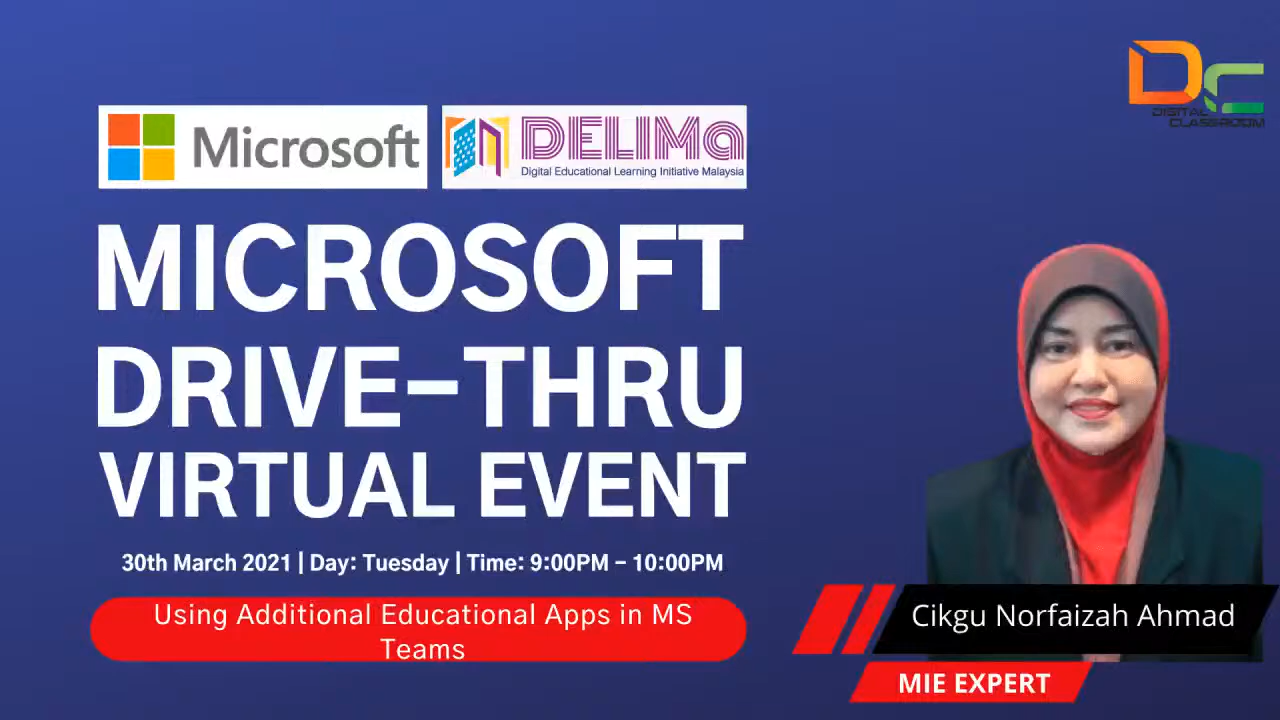 DIGITAL
CLASSROOM
Microsoft
DELIMa
Digital Educational Learning Initiative Malaysia
MICROSOFT
DRIVE-THRU
VIRTUAL EVENT
30th March 2021 | Day: Tuesday | Time: 9:00PM - 10:00PM
Using Additional Educational Apps in MS
Teams
Cikgu Norfaizah Ahmad
MIE EXPERT